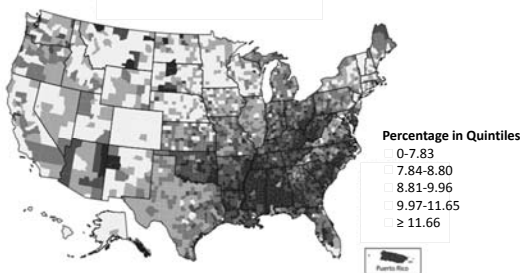 Percentage in Quintiles
0-7.83
7.84-8.80
8.81-9.96
9.97-11.65
≥ 11.66
Puerto Rico